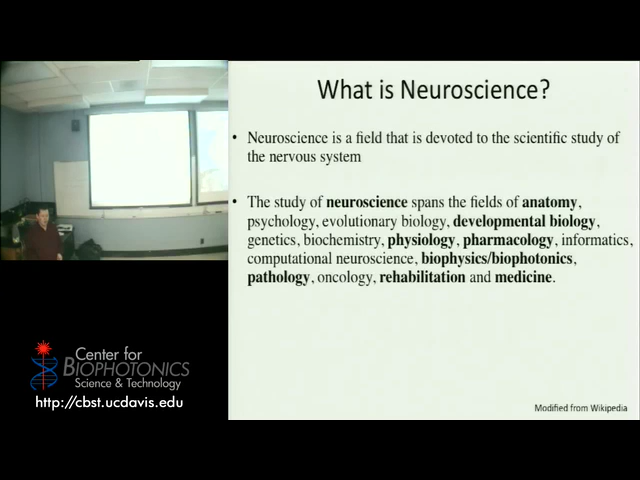 What is Neuroscience?
• Neuroscience is a field that is devoted to the scientific study of
the nervous system
• The study of neuroscience spans the fields of anatomy,
psychology, evolutionary biology, developmental biology,
genetics, biochemistry, physiology, pharmacology, informatics,
computational neuroscience, biophysics/biophotonics,
pathology, oncology, rehabilitation and medicine.
Modified from Wikipedia
Center for
BIOPHOTONICS
Science & Technology
http://cbst.ucdavis.edu